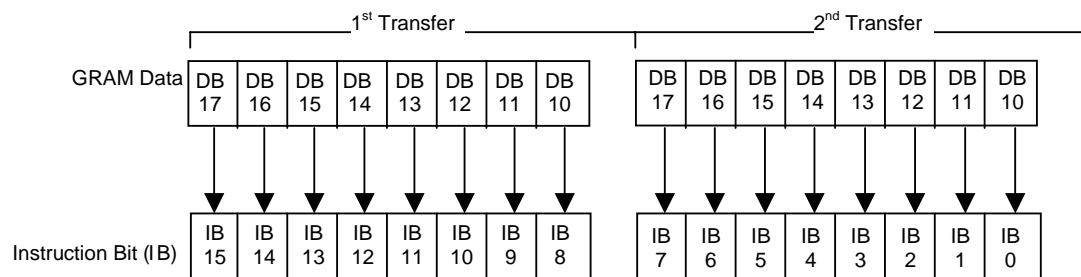 1st Transfer 2nd Transfer
GRAM Data DB 17 DB 16 DB 15 DB 14 DB 13 DB 12 DB 11 DB 10 DB 17 DB 16 DB 15 DB 14 DB 13 DB 12 DB 11 DB 10
Instruction Bit (IB) IB 15 IB 14 IB 13 IB 12 IB 11 IB 10 IB 9 IB 8 IB 7 IB 6 IB 5 IB 4 IB 3 IB 2 IB 1 IB 0